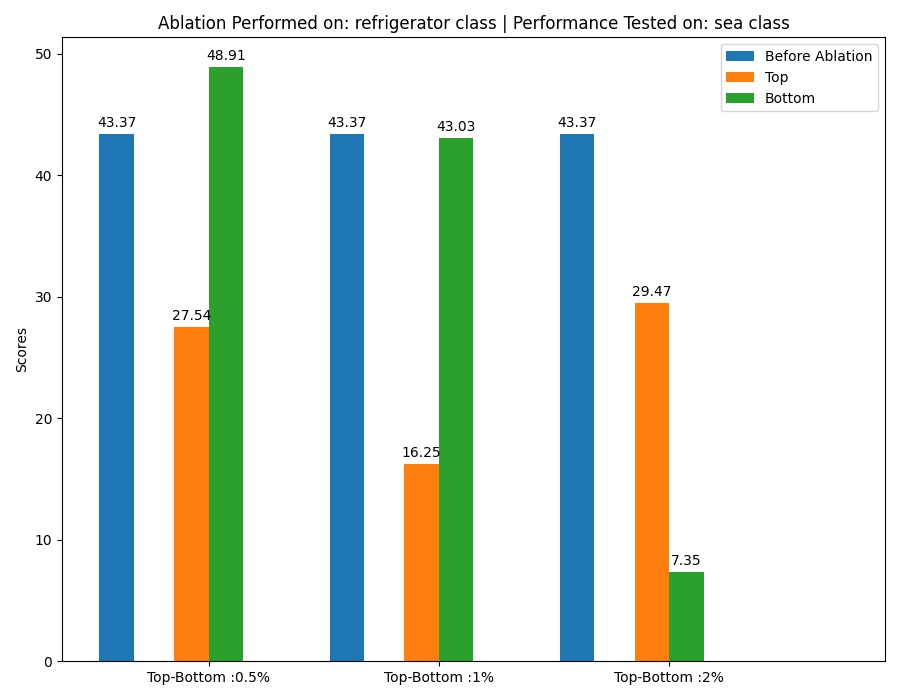 Ablation Performed on: refrigerator class | Performance Tested on: sea class
Before Ablation
Top
Bottom
Scores
50
40
30
20
10
0
43.37
27.54
48.91
43.37
16.25
43.03
43.37
29.47
7.35
Top-Bottom :0.5%
Top-Bottom :1%
Top-Bottom :2%